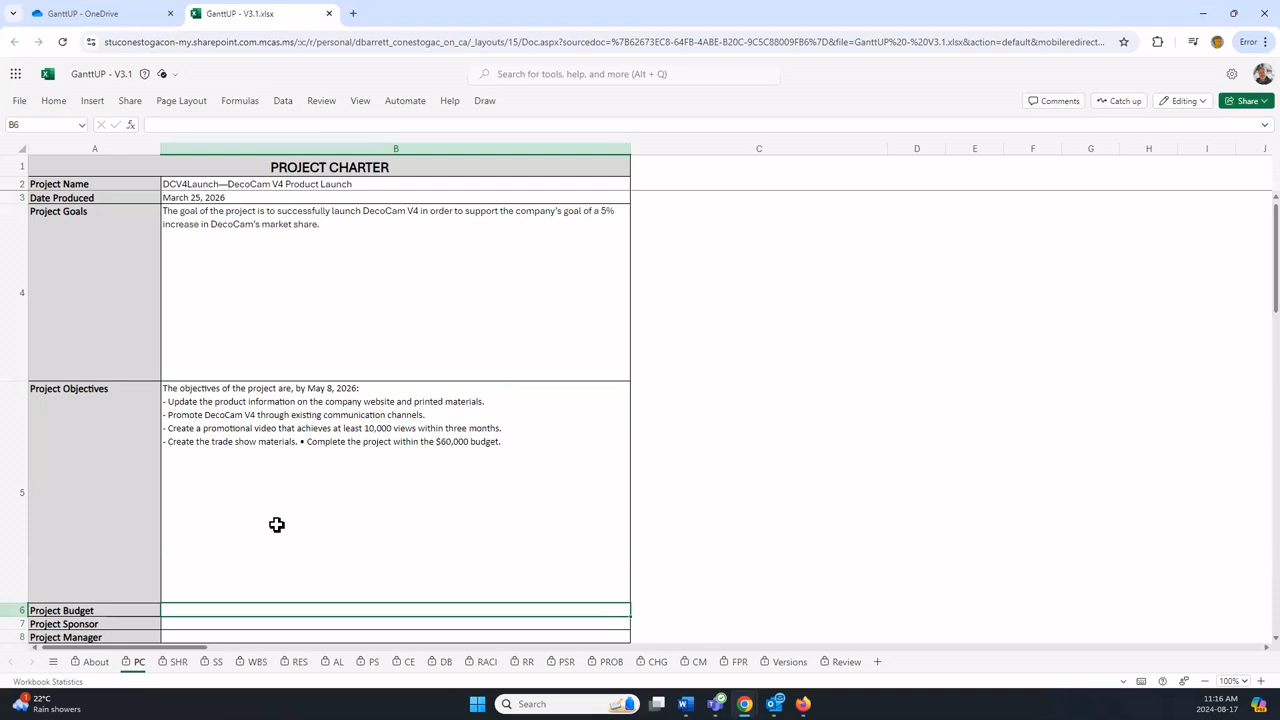 GanttUP - OneDrive
GanttUP - V3.1.xlsx
stuconestogacon-my.sharepoint.com.mcas.ms/:x:/r/personal/dbarrett_conestogac_on_ca/_layouts/15/Doc.aspx?sourcedoc=%7B62673EC8-64FB-4ABE-B20C-9C5C88009FB6%7D&file=GanttUP%20-%20V3.1.xlsx&action=default&mobileredirect...
Error
GanttUP - V3.1
Search for tools, help, and more (Alt + Q)
File Home Insert Share Page Layout Formulas Data Review View Automate Help Draw
Comments Catch up Editing Share
B6
fx
A B C D E F G H I J
1 PROJECT CHARTER
2 Project Name DCV4Launch—DecoCam V4 Product Launch
3 Date Produced March 25, 2026
Project Goals The goal of the project is to successfully launch DecoCam V4 in order to support the company's goal of a 5%
increase in DecoCam's market share.
4
Project Objectives The objectives of the project are, by May 8, 2026:
- Update the product information on the company website and printed materials.
- Promote DecoCam V4 through existing communication channels.
- Create a promotional video that achieves at least 10,000 views within three months.
- Create the trade show materials. • Complete the project within the $60,000 budget.
5
6 Project Budget
7 Project Sponsor
8 Project Manager
About PC SHR SS WBS RES AL PS CE DB RACI RR PSR PROB CHG CM FPR Versions Review
Workbook Statistics
100%
1
22°C
Rain showers
Search
11:16 AM
2024-08-17